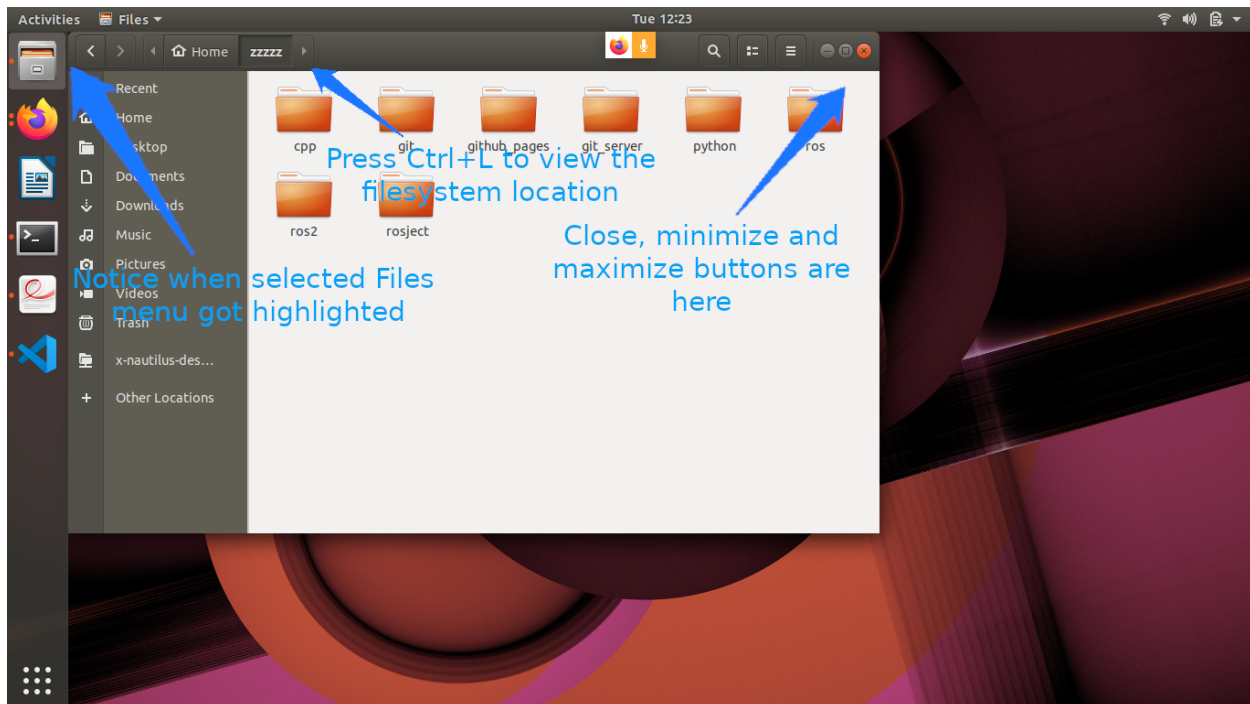 Activities Files Tue 12:23
Home zzzzz
Recent
Home
Desktop
Documents
Downloads
Music
Pictures
Videos
Trash
x-nautilus-des...
Other Locations
cpp git github_pages git_server python ros
ros2 rosject
Press Ctrl+L to view the
filesystem location
Close, minimize and
maximize buttons are
here
Notice when selected Files
menu got highlighted